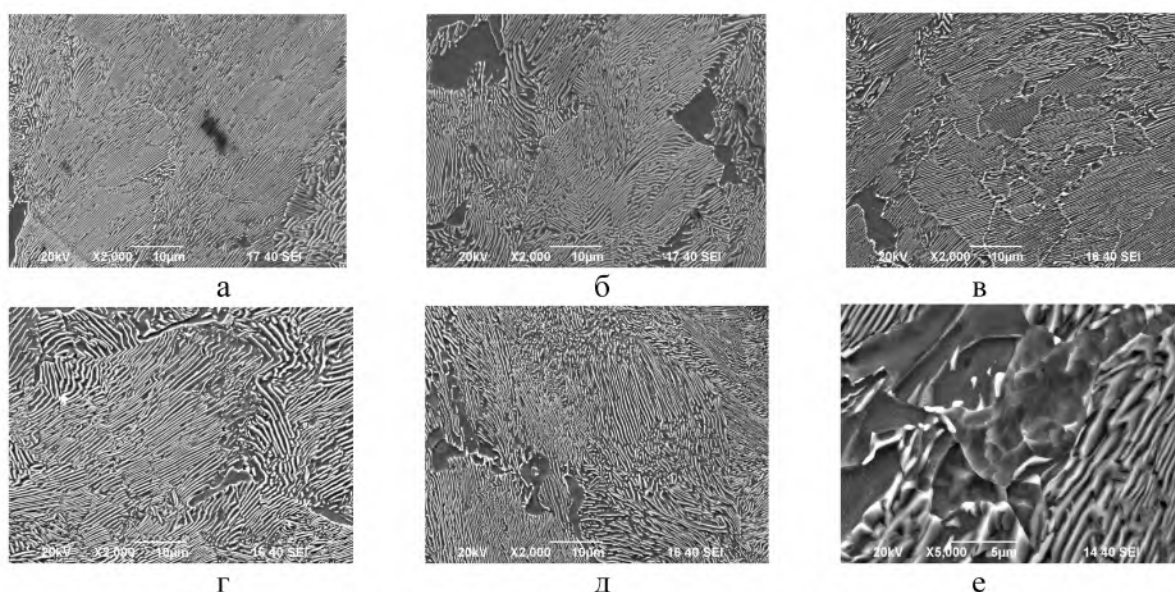 20kV X2,000 10µm 17 40 SEI
20kV X2,000 10µm 17 40 SEI
20kV X2,000 10µm 16 40 SEI
а
б
в
20kV X2,000 10µm 16 40 SEI
20kV X2,000 10µm 16 40 SEI
20kV X5,000 5µm 14 40 SEI
г
д
е